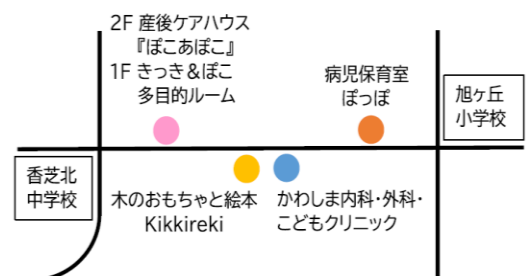 2F 産後ケアハウス
『ぽこあぽこ』
1F きっき＆ぽこ
多目的ルーム
病児保育室
ぽっぽ
旭ヶ丘
小学校
香芝北
中学校
木のおもちゃと絵本
Kikkireki
かわしま内科・外科・
こどもクリニック